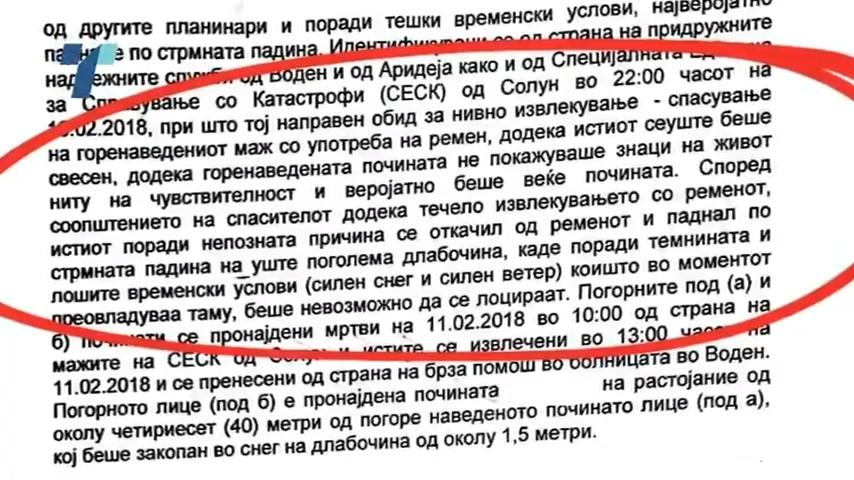 од другите планинари и поради тешки временски услови, најверојатно
по стрмната падина. Идентификувани се од страна на придружните
надлежните служби од Воден и од Аридеја како и од Специјалната
за Справување со Катастрофи (СЕСК) од Солун во 22:00 часот на
10.02.2018, при што тој направен обид за нивно извлекување - спасување
на горенаведениот маж со употреба на ремен, додека истиот сеуште беше
свесен, додека горенаведената почината не покажуваше знаци на живот
ниту на чувствителност и веројатно беше веќе почината. Според
соопштението на спасителот додека течело извлекувањето со ременот,
истиот поради непозната причина се откачил од ременот и паднал по
стрмната падина на уште поголема длабочина, каде поради темнината и
лошите временски услови (силен снег и силен ветер) коишто во моментот
преовладуваа таму, беше невозможно да се лоцираат. Погорните под (а) и
б) починати се пронајдени мртви на 11.02.2018 во 10:00 од страна на
мажите на СЕСК од Солун и истите се извлечени во 13:00 часот на
11.02.2018 и се пренесени од страна на брза помош во болницата во Воден.
Погорното лице (под б) е пронајдена почината на растојание од
околу четириесет (40) метри од погоре наведеното починато лице (под а),
кој беше закопан во снег на длабочина од околу 1,5 метри.